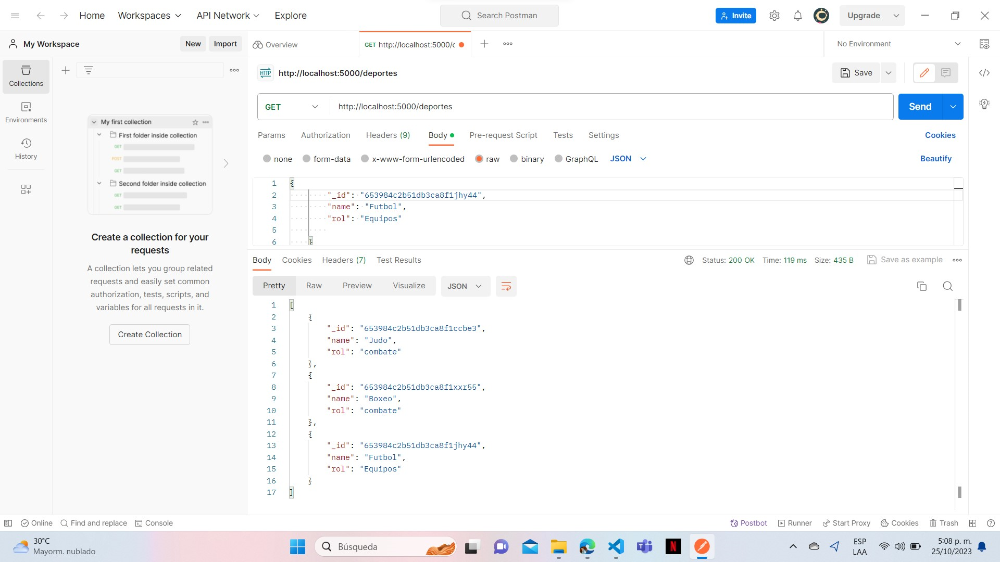 Home
Workspaces
API Network
Explore
Search Postman
Invite
Upgrade
My Workspace
New
Import
Overview
GET http://localhost:5000/c
No Environment
Collections
Environments
History
My first collection
First folder inside collection
GET
POST
GET
Second folder inside collection
GET
GET
Create a collection for your
requests
A collection lets you group related
requests and easily set common
authorization, tests, scripts, and
variables for all requests in it.
Create Collection
HTTP http://localhost:5000/deportes
Save
GET
http://localhost:5000/deportes
Send
Params
Authorization
Headers (9)
Body
Pre-request Script
Tests
Settings
Cookies
none
form-data
x-www-form-urlencoded
raw
binary
GraphQL
JSON
Beautify
1 {
2 "_id": "653984c2b51db3ca8f1jhy44",
3 "name": "Futbol",
4 "rol": "Equipos"
5
6 }
Body
Cookies
Headers (7)
Test Results
Status: 200 OK
Time: 119 ms
Size: 435 B
Save as example
Pretty
Raw
Preview
Visualize
JSON
1 [
2 {
3 "_id": "653984c2b51db3ca8f1ccbe3",
4 "name": "Judo",
5 "rol": "combate"
6 },
7 {
8 "_id": "653984c2b51db3ca8f1xxr55",
9 "name": "Boxeo",
10 "rol": "combate"
11 },
12 {
13 "_id": "653984c2b51db3ca8f1jhy44",
14 "name": "Futbol",
15 "rol": "Equipos"
16 }
17 ]
Online
Find and replace
Console
Postbot
Runner
Start Proxy
Cookies
Trash
30°C
Mayorm. nublado
Búsqueda
N
ESP
LAA
5:08 p. m.
25/10/2023